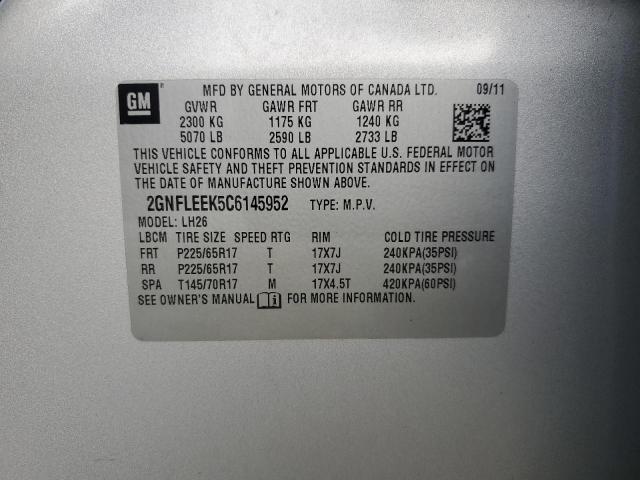 GM
®
MFD BY GENERAL MOTORS OF CANADA LTD. 09/11
GVWR GAWR FRT GAWR RR
2300 KG 1175 KG 1240 KG
5070 LB 2590 LB 2733 LB
THIS VEHICLE CONFORMS TO ALL APPLICABLE U.S. FEDERAL MOTOR
VEHICLE SAFETY AND THEFT PREVENTION STANDARDS IN EFFECT ON
THE DATE OF MANUFACTURE SHOWN ABOVE.
2GNFLEEK5C6145952 TYPE: M.P.V.
MODEL: LH26
LBCM TIRE SIZE SPEED RTG RIM COLD TIRE PRESSURE
FRT P225/65R17 T 17X7J 240KPA(35PSI)
RR P225/65R17 T 17X7J 240KPA(35PSI)
SPA T145/70R17 M 17X4.5T 420KPA(60PSI)
SEE OWNER'S MANUAL FOR MORE INFORMATION.